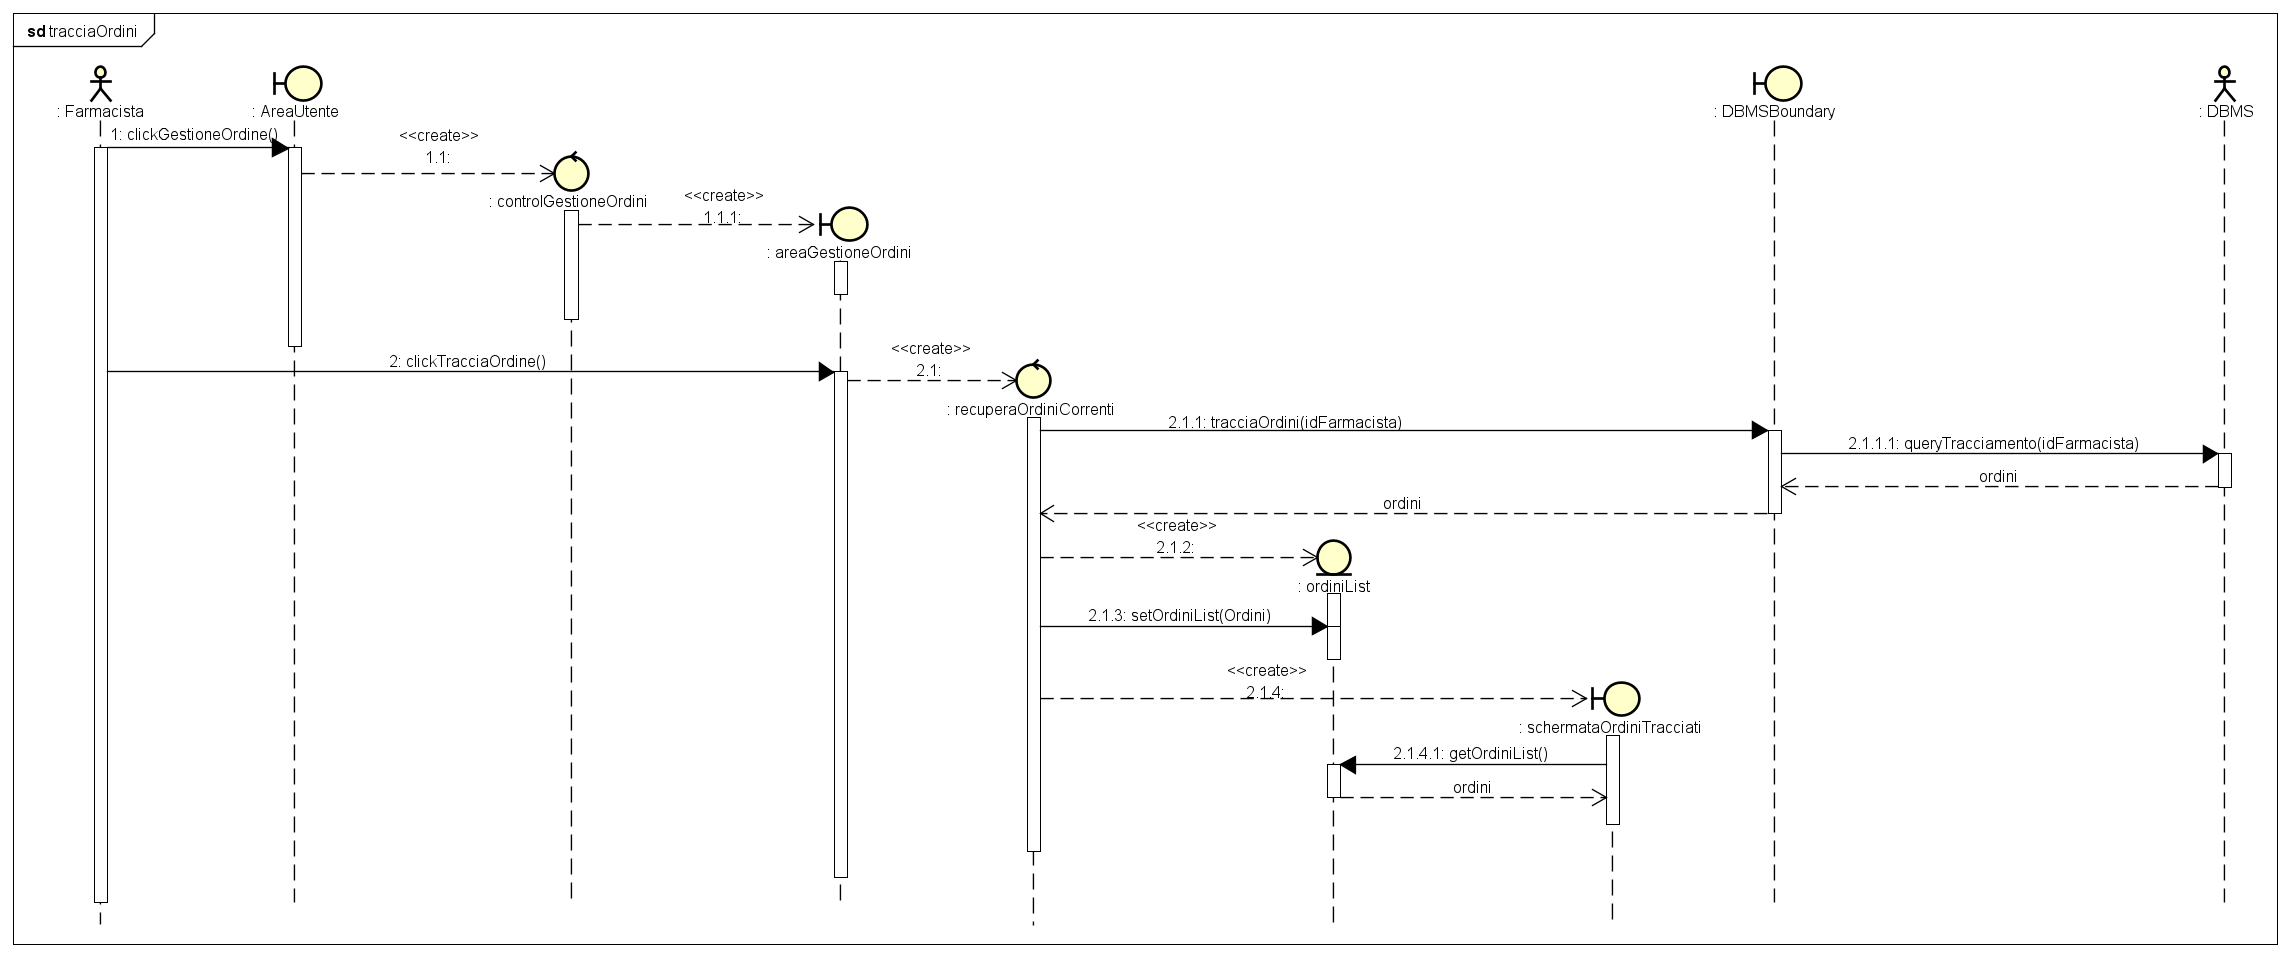 sd tracciaOrdini
: Farmacista
: AreaUtente
: DBMSBoundary
: DBMS
1: clickGestioneOrdine()
<<create>>
1.1:
: controlGestioneOrdini
<<create>>
1.1.1:
: areaGestioneOrdini
2: clickTracciaOrdine()
<<create>>
2.1:
: recuperaOrdiniCorrenti
2.1.1: tracciaOrdini(idFarmacista)
2.1.1.1: queryTracciamento(idFarmacista)
ordini
ordini
<<create>>
2.1.2:
: ordiniList
2.1.3: setOrdiniList(Ordini)
<<create>>
2.1.4:
: schermataOrdiniTracciati
2.1.4.1: getOrdiniList()
ordini